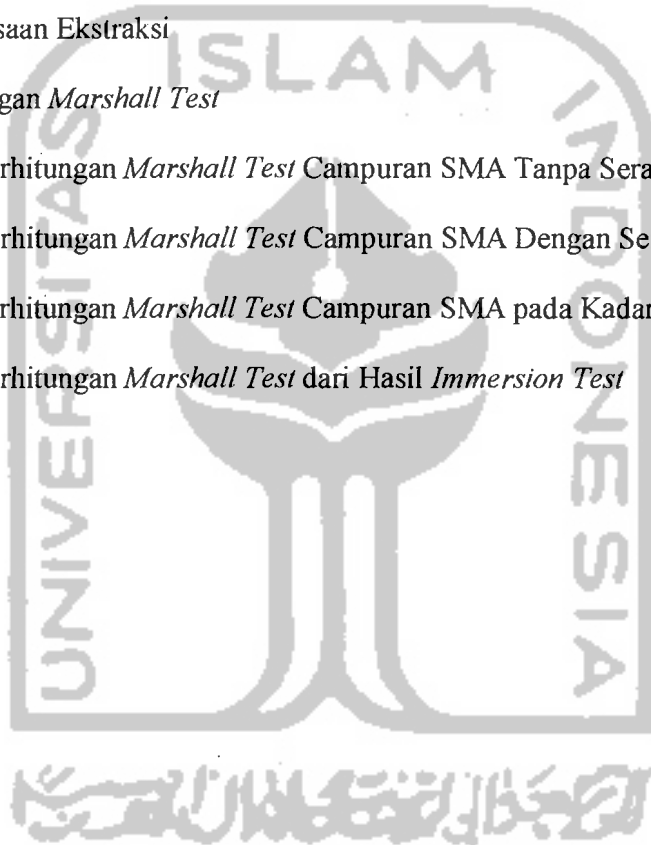 saan Ekstraksi
gan Marshall Test
rhitungan Marshall Test Campuran SMA Tanpa Sera
rhitungan Marshall Test Campuran SMA Dengan Se
rhitungan Marshall Test Campuran SMA pada Kadar
rhitungan Marshall Test dari Hasil Immersion Test
UNIVERSITAS
ISLAM
INDONESIA